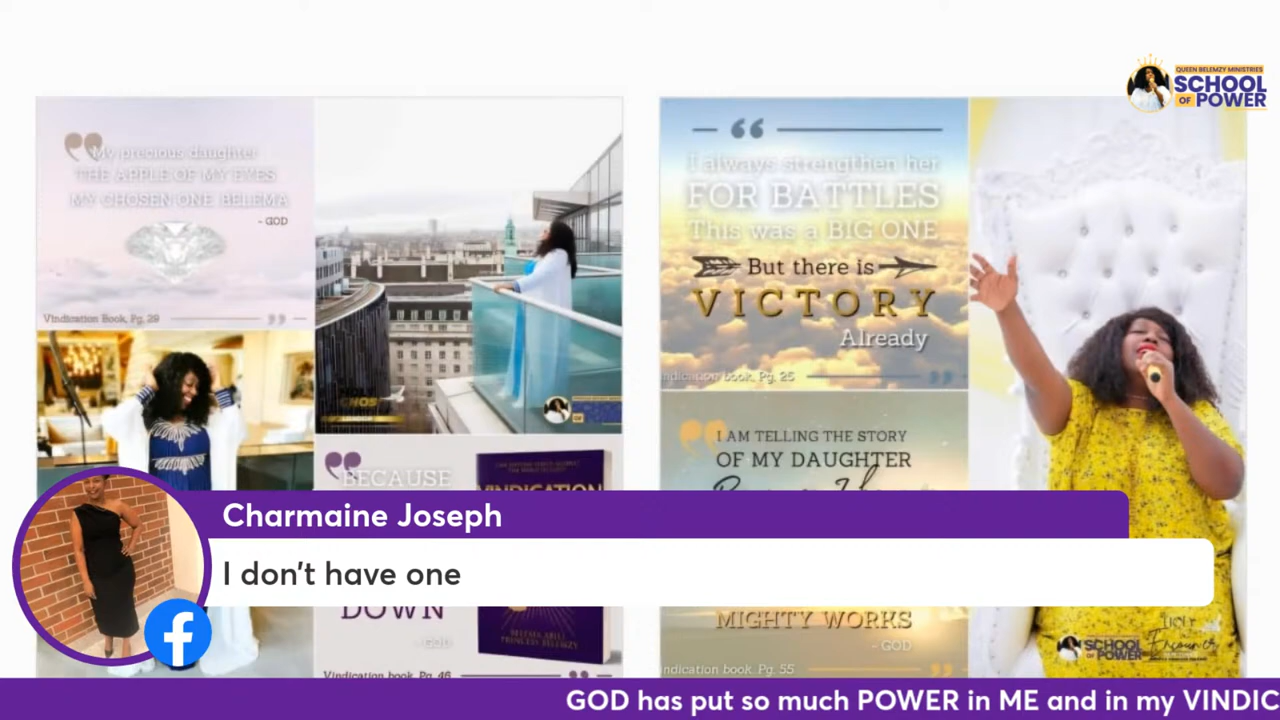 QUEEN BELEMZY MINISTRIES
SCHOOL
OF POWER
My precious daughter
THE APPLE OF MY EYES
MY CHOSEN ONE BELEMA
- GOD
Vindication Book, Pg. 29
I always strengthen her
FOR BATTLES
This was a BIG ONE
But there is
VICTORY
Already
indication book, Pg. 25
BECAUSE
VINDICATION
I AM TELLING THE STORY
OF MY DAUGHTER
Charmaine Joseph
I don't have one
DOWN
- GOD
Vindication book, Pg. 46
MIGHTY WORKS
- GOD
indication book, Pg. 55
SCHOOL
OF POWER
GOD has put so much POWER in ME and in my VINDIC